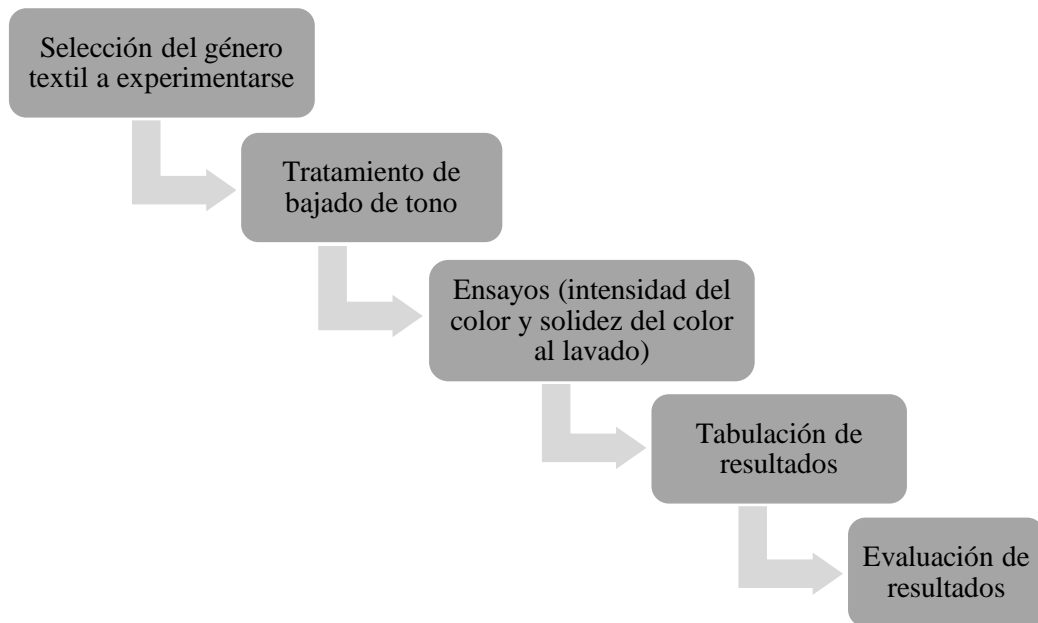 Selección del género
textil a experimentarse
Tratamiento de
bajado de tono
Ensayos (intensidad del
color y solidez del color
al lavado)
Tabulación de
resultados
Evaluación de
resultados